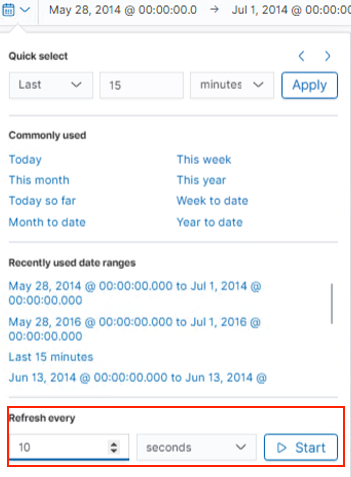 May 28, 2014 @ 00:00:00.0 → Jul 1, 2014 @ 00:00:00
Quick select
Last 15 minutes Apply
Commonly used
Today This week
This month This year
Today so far Week to date
Month to date Year to date
Recently used date ranges
May 28, 2014 @ 00:00:00.000 to Jul 1, 2014 @
00:00:00.000
May 28, 2016 @ 00:00:00.000 to Jul 1, 2016 @
00:00:00.000
Last 15 minutes
Jun 13, 2014 @ 00:00:00.000 to Jun 13, 2014 @
Refresh every
10 seconds Start